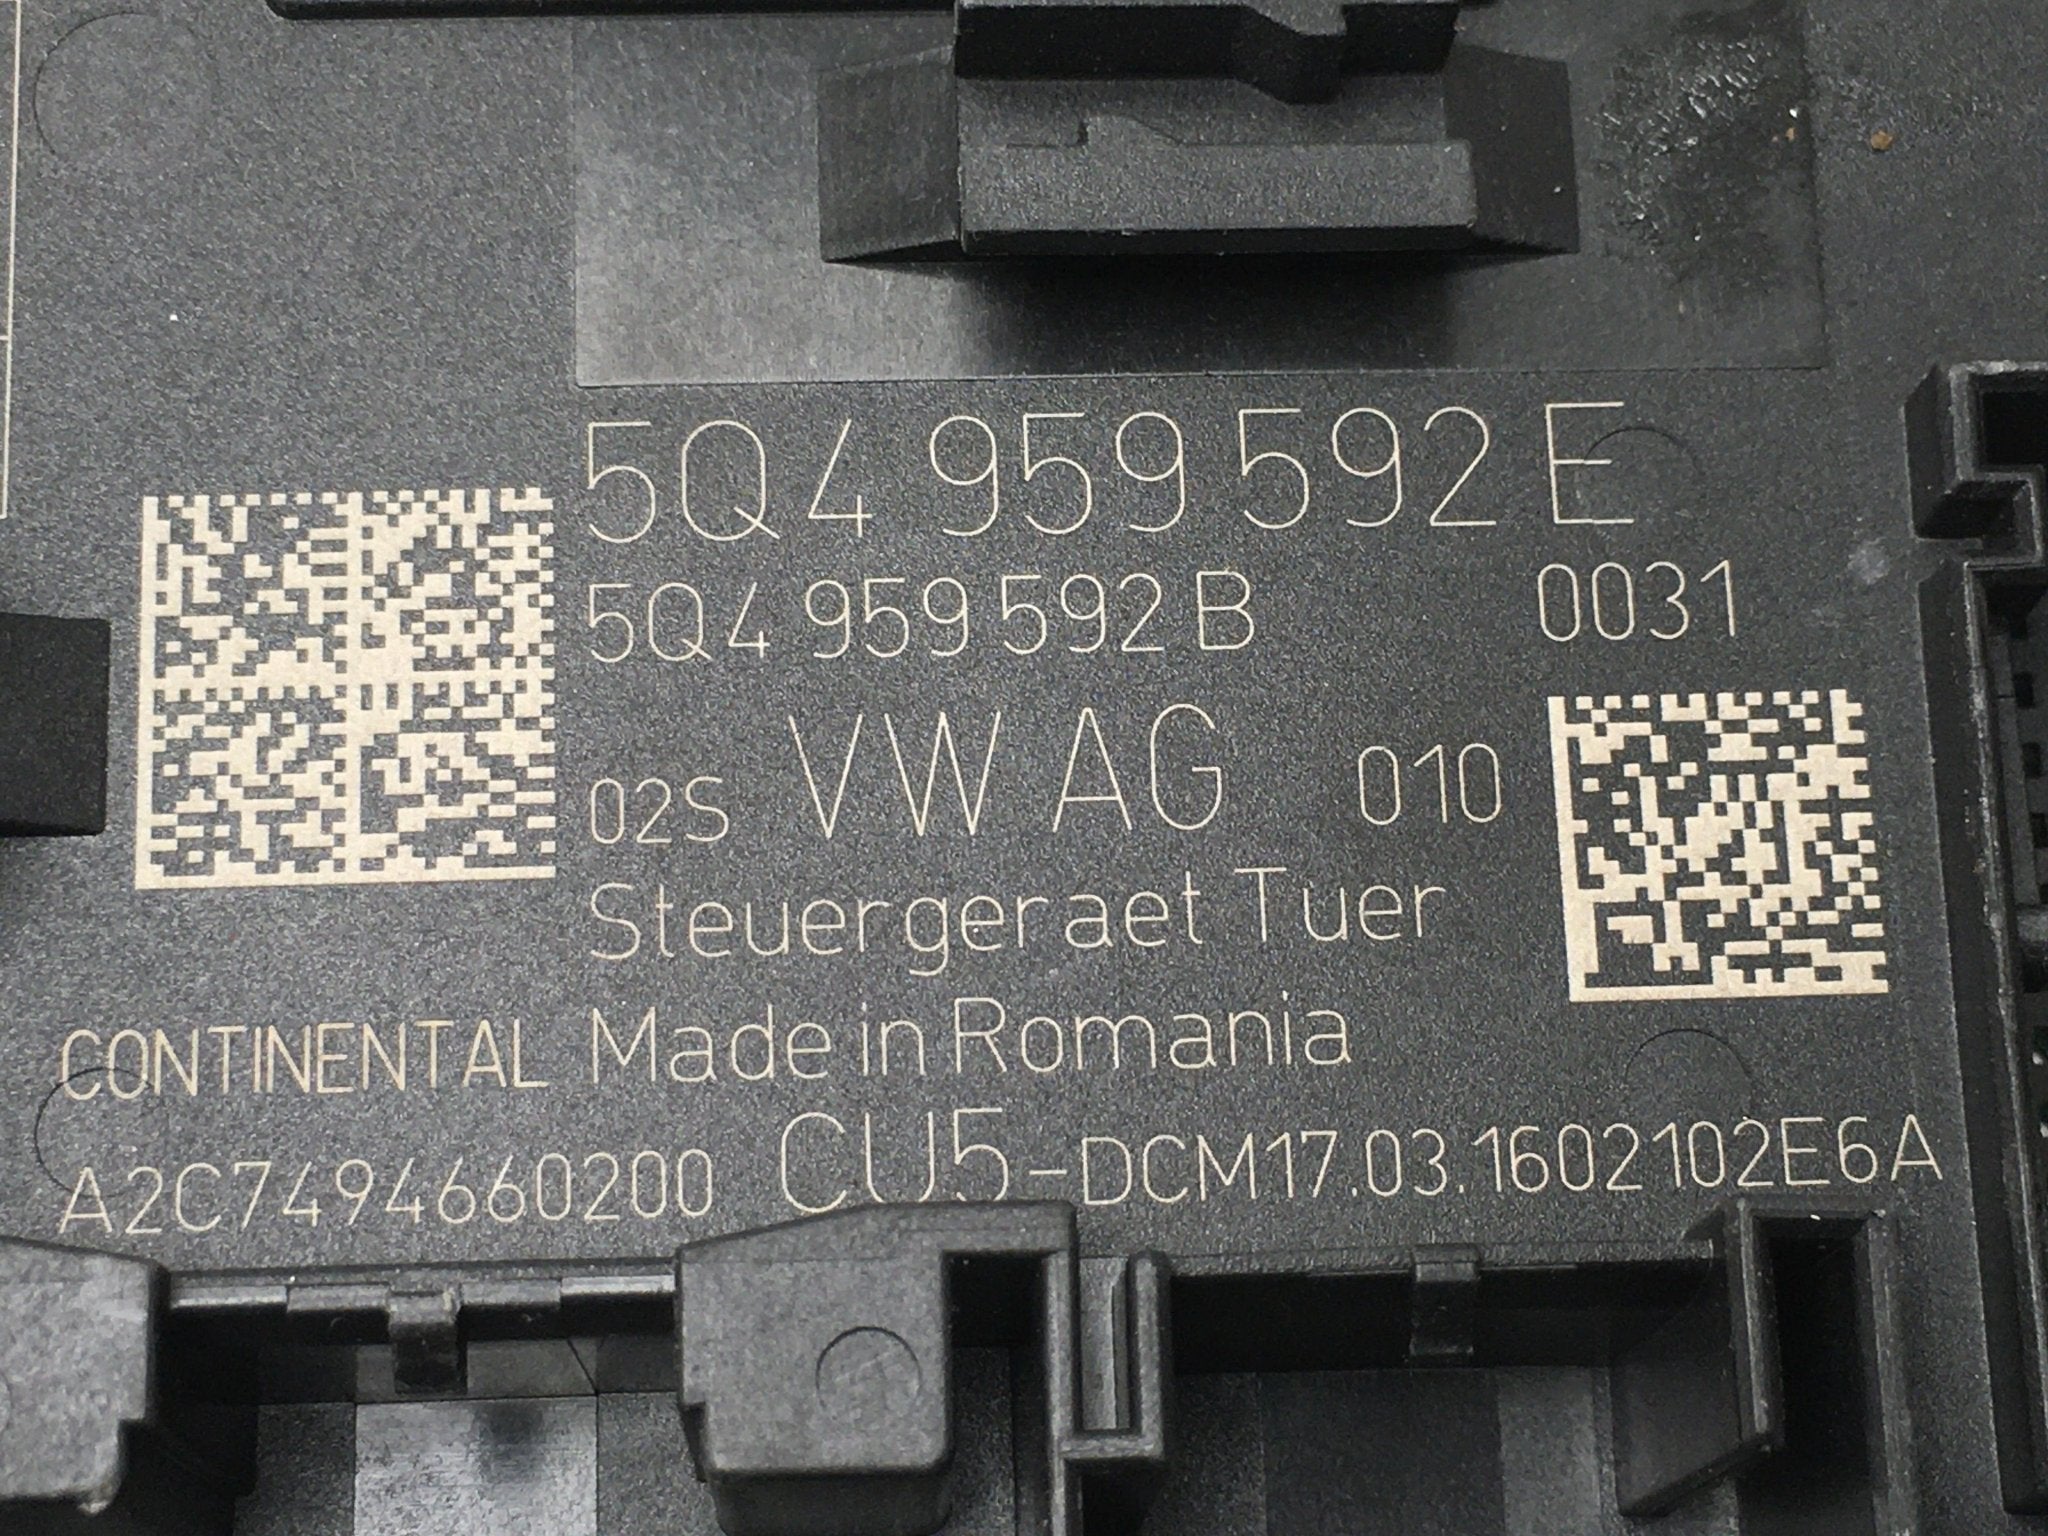 5Q4 959 592 E
5Q4 959 592 B 0031
02S VW AG 010
Steuergeraet Tuer
CONTINENTAL Made in Romania
A2C7494660200 CU5-DCM17.03.1602102E6A